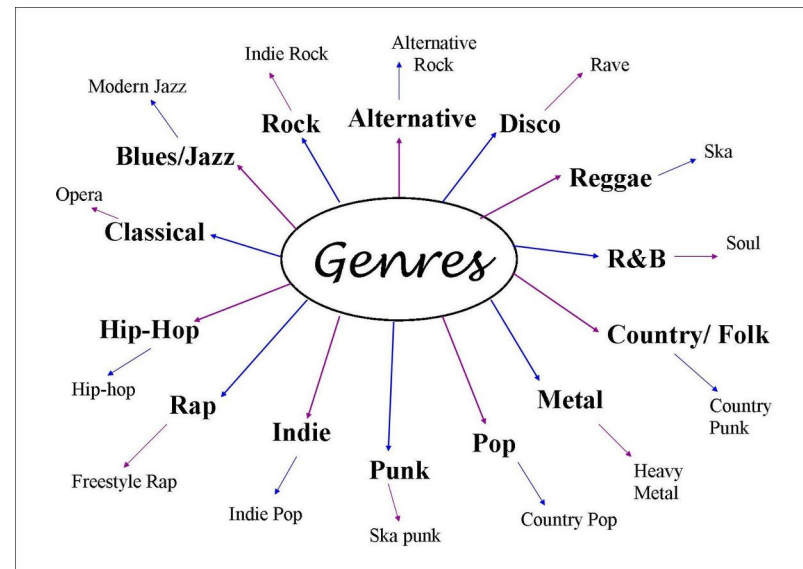 Indie Rock
Alternative
Rock
Rave
Modern Jazz
Rock
Alternative
Disco
Ska
Blues/Jazz
Reggae
Opera
Classical
Genres
R&B
Soul
Hip-Hop
Country/ Folk
Hip-hop
Rap
Indie
Metal
Country
Punk
Punk
Pop
Freestyle Rap
Heavy
Metal
Indie Pop
Ska punk
Country Pop